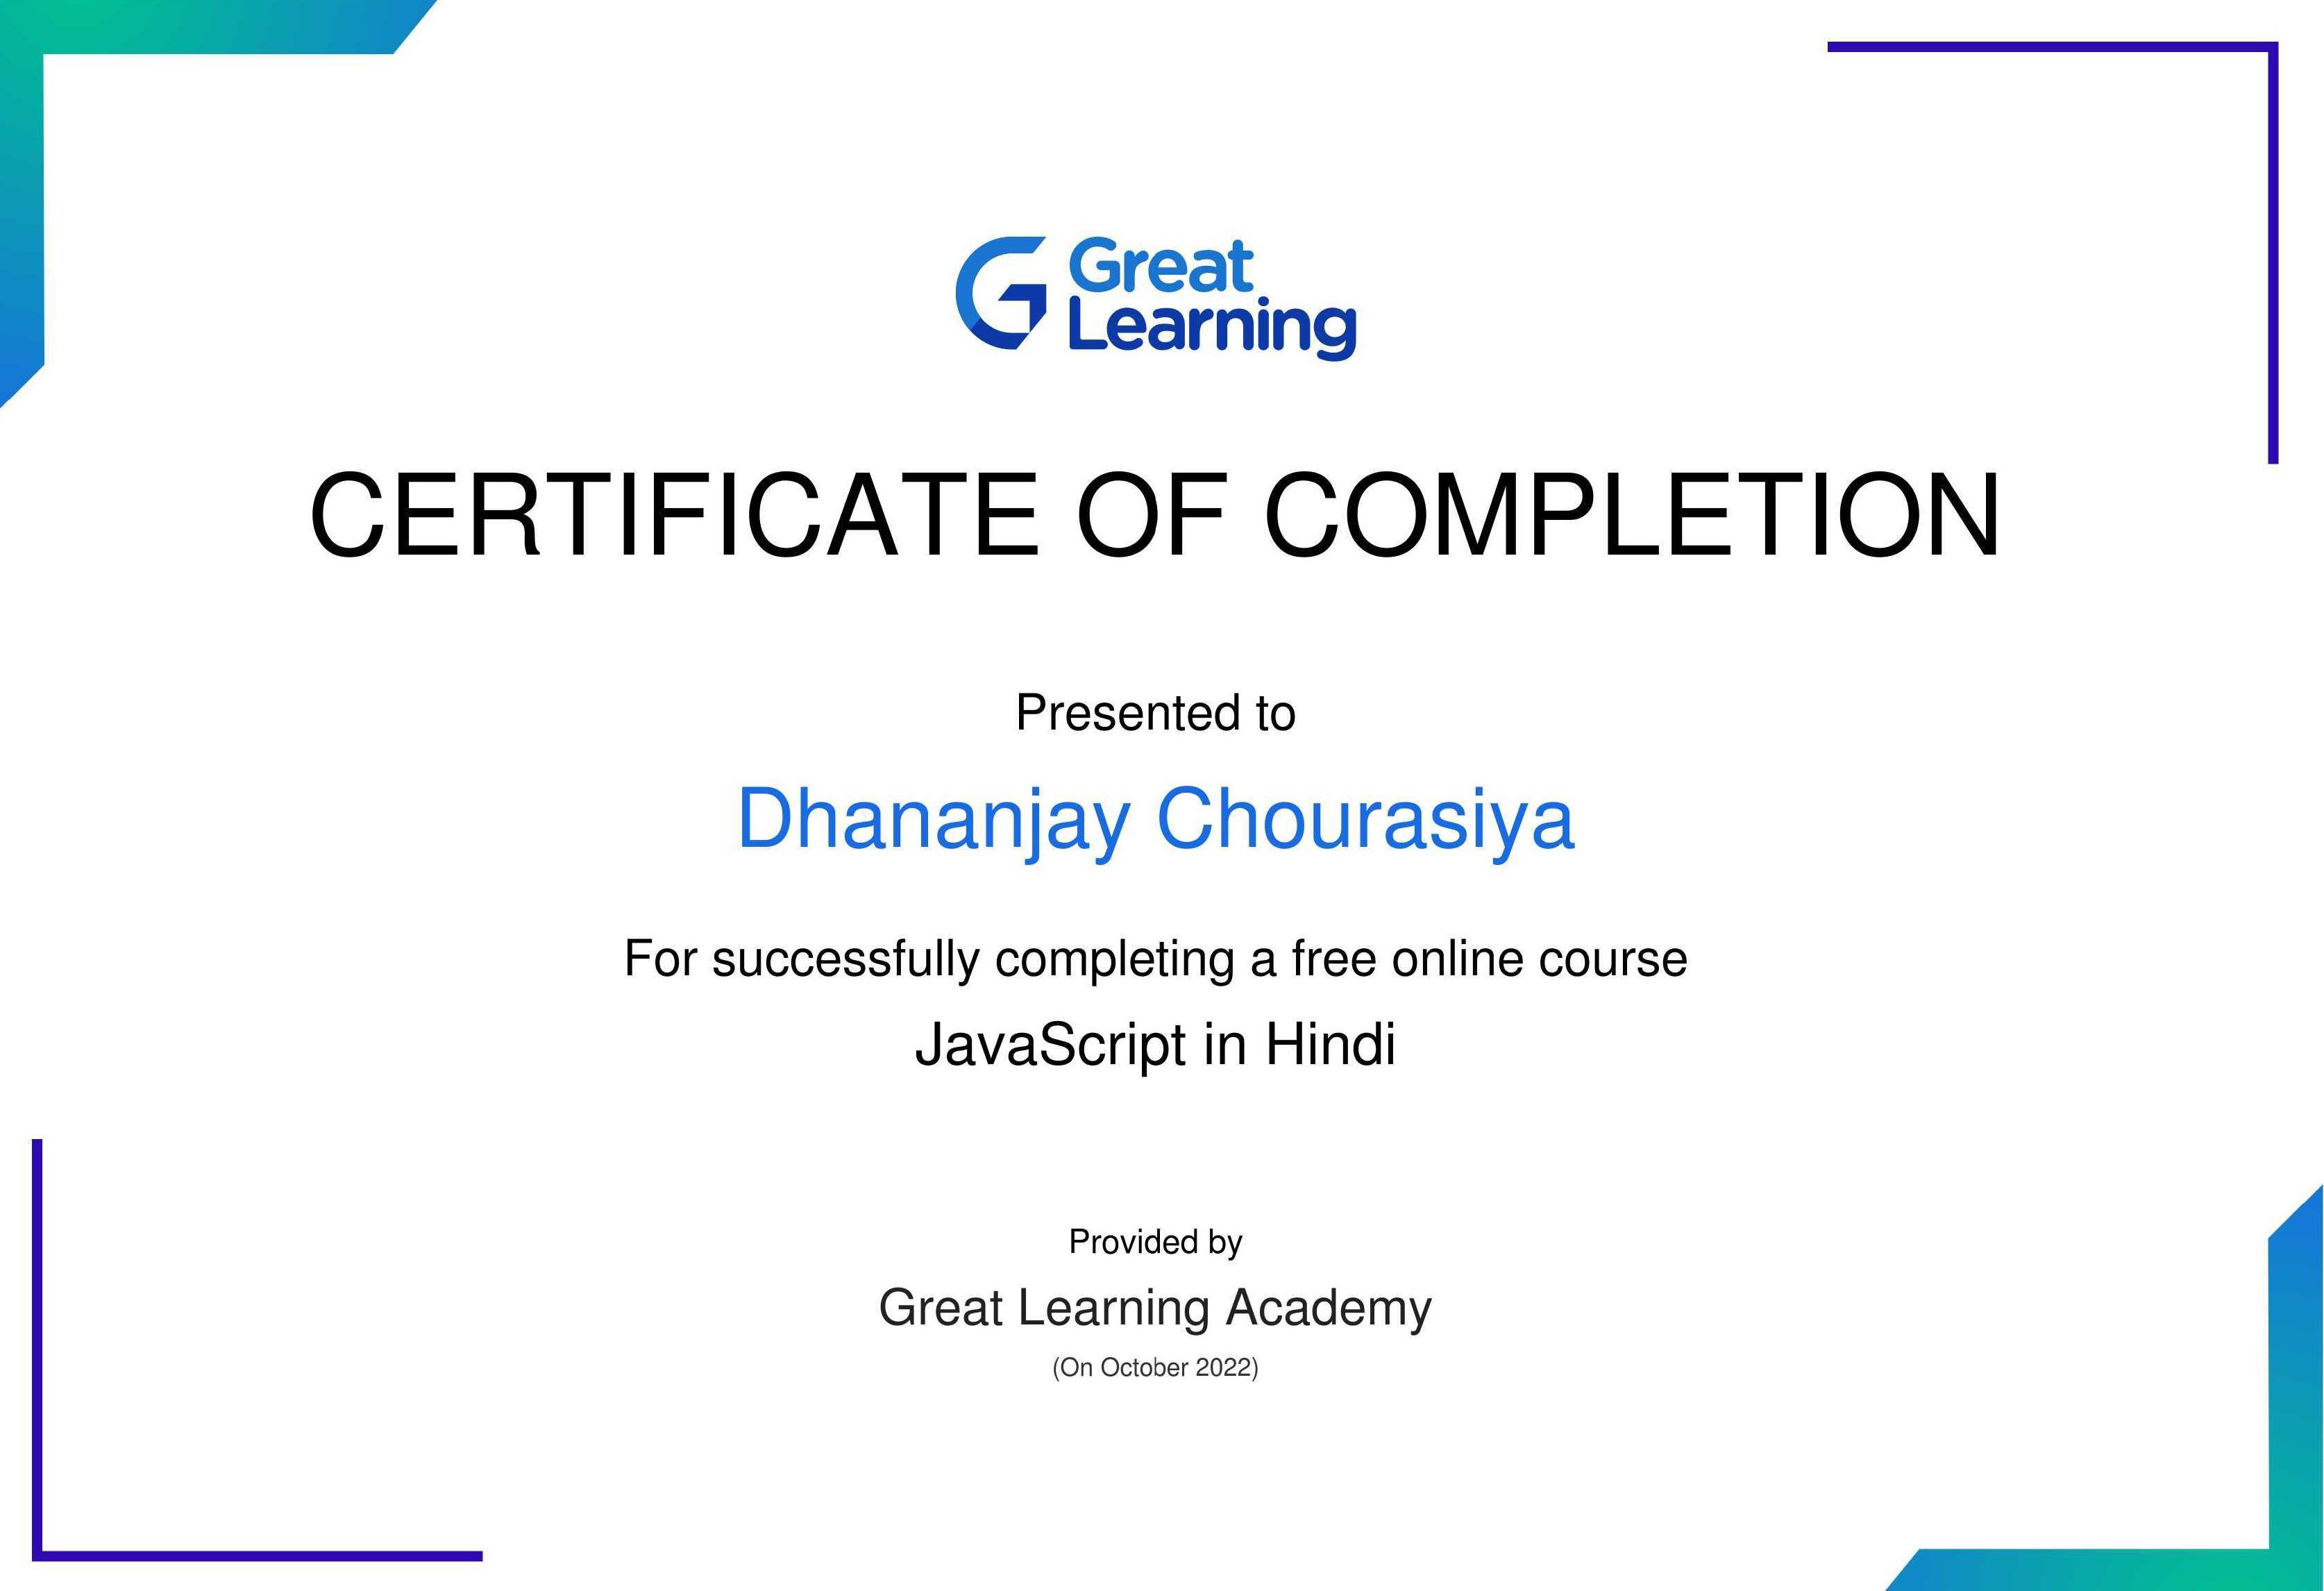 Great
Learning
CERTIFICATE OF COMPLETION
Presented to
Dhananjay Chourasiya
For successfully completing a free online course
JavaScript in Hindi
Provided by
Great Learning Academy
(On October 2022)